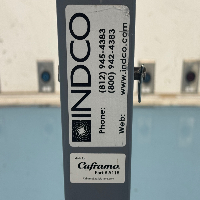 INDCO
Phone: (812) 945-4383
(800) 942-4383
Web: www.indco.com
Caframo